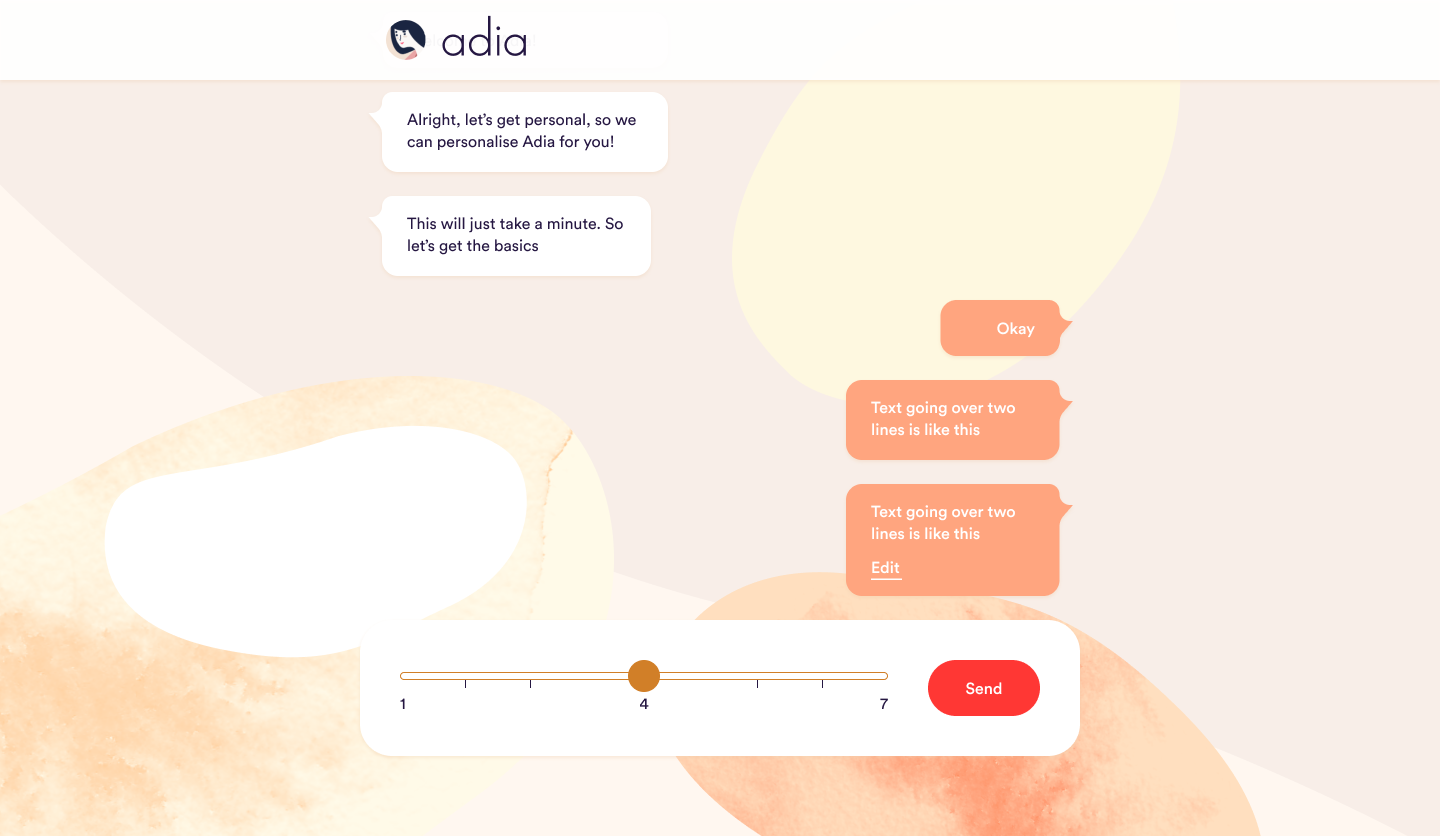 adia
Alright, let’s get personal, so we
can personalise Adia for you!
This will just take a minute. So
let’s get the basics
Okay
Text going over two
lines is like this
Text going over two
lines is like this
Edit
1 4 7
Send